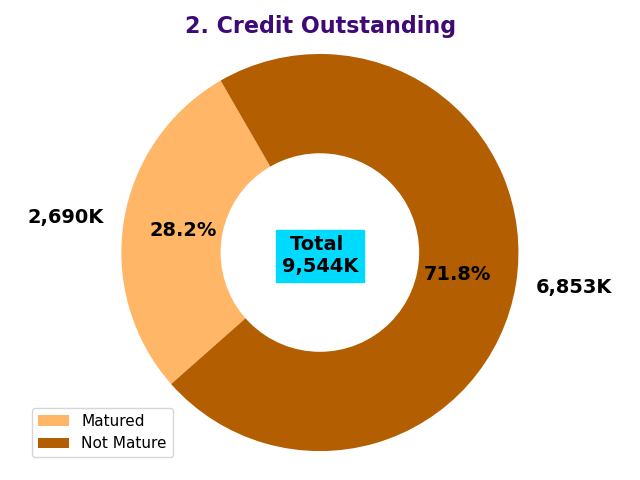 2. Credit Outstanding
2,690K
28.2%
Total
9,544K
71.8%
6,853K
Matured
Not Mature